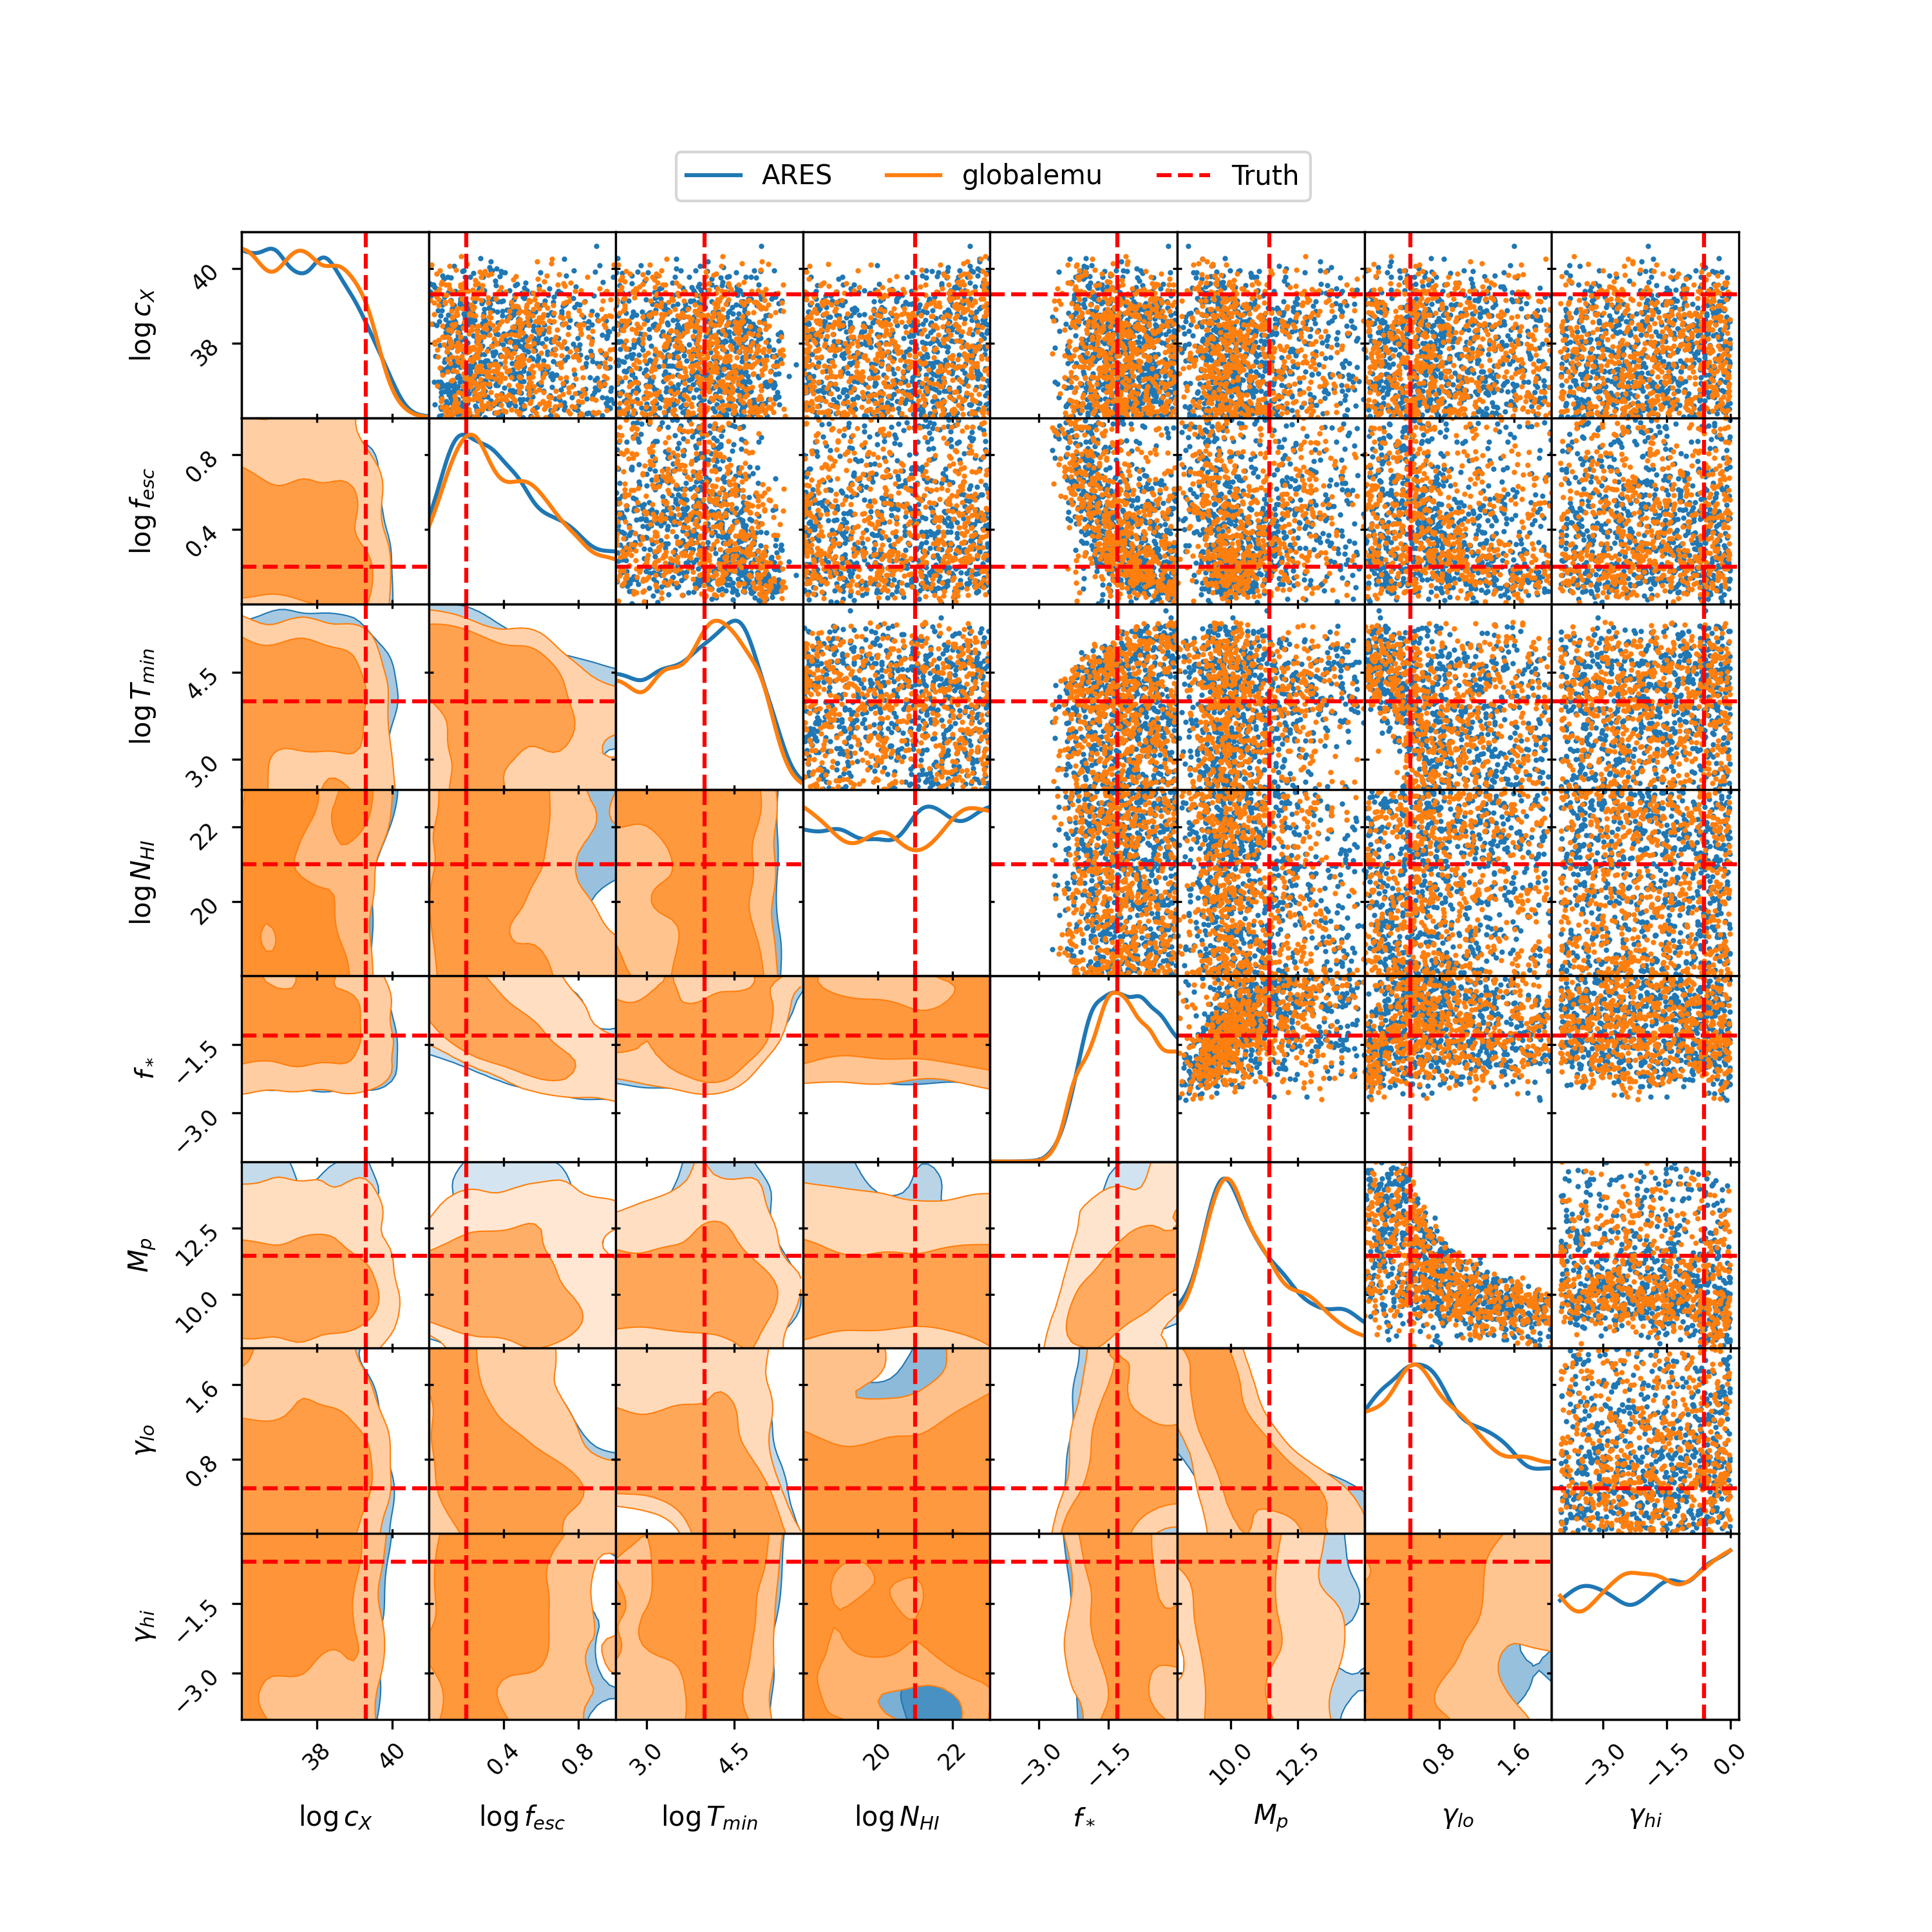 ARES globalemu Truth
log c_X 40 38
log f_esc 0.8 0.4
log T_min 4.5 3.0
log N_HI 22 20
f_* −1.5 −3.0
M_p 12.5 10.0
γ_lo 1.6 0.8
γ_hi −1.5 −3.0
38 40 0.4 0.8 3.0 4.5 20 22 −3.0 −1.5 10.0 12.5 0.8 1.6 −3.0 −1.5 0.0
log c_X log f_esc log T_min log N_HI f_* M_p γ_lo γ_hi